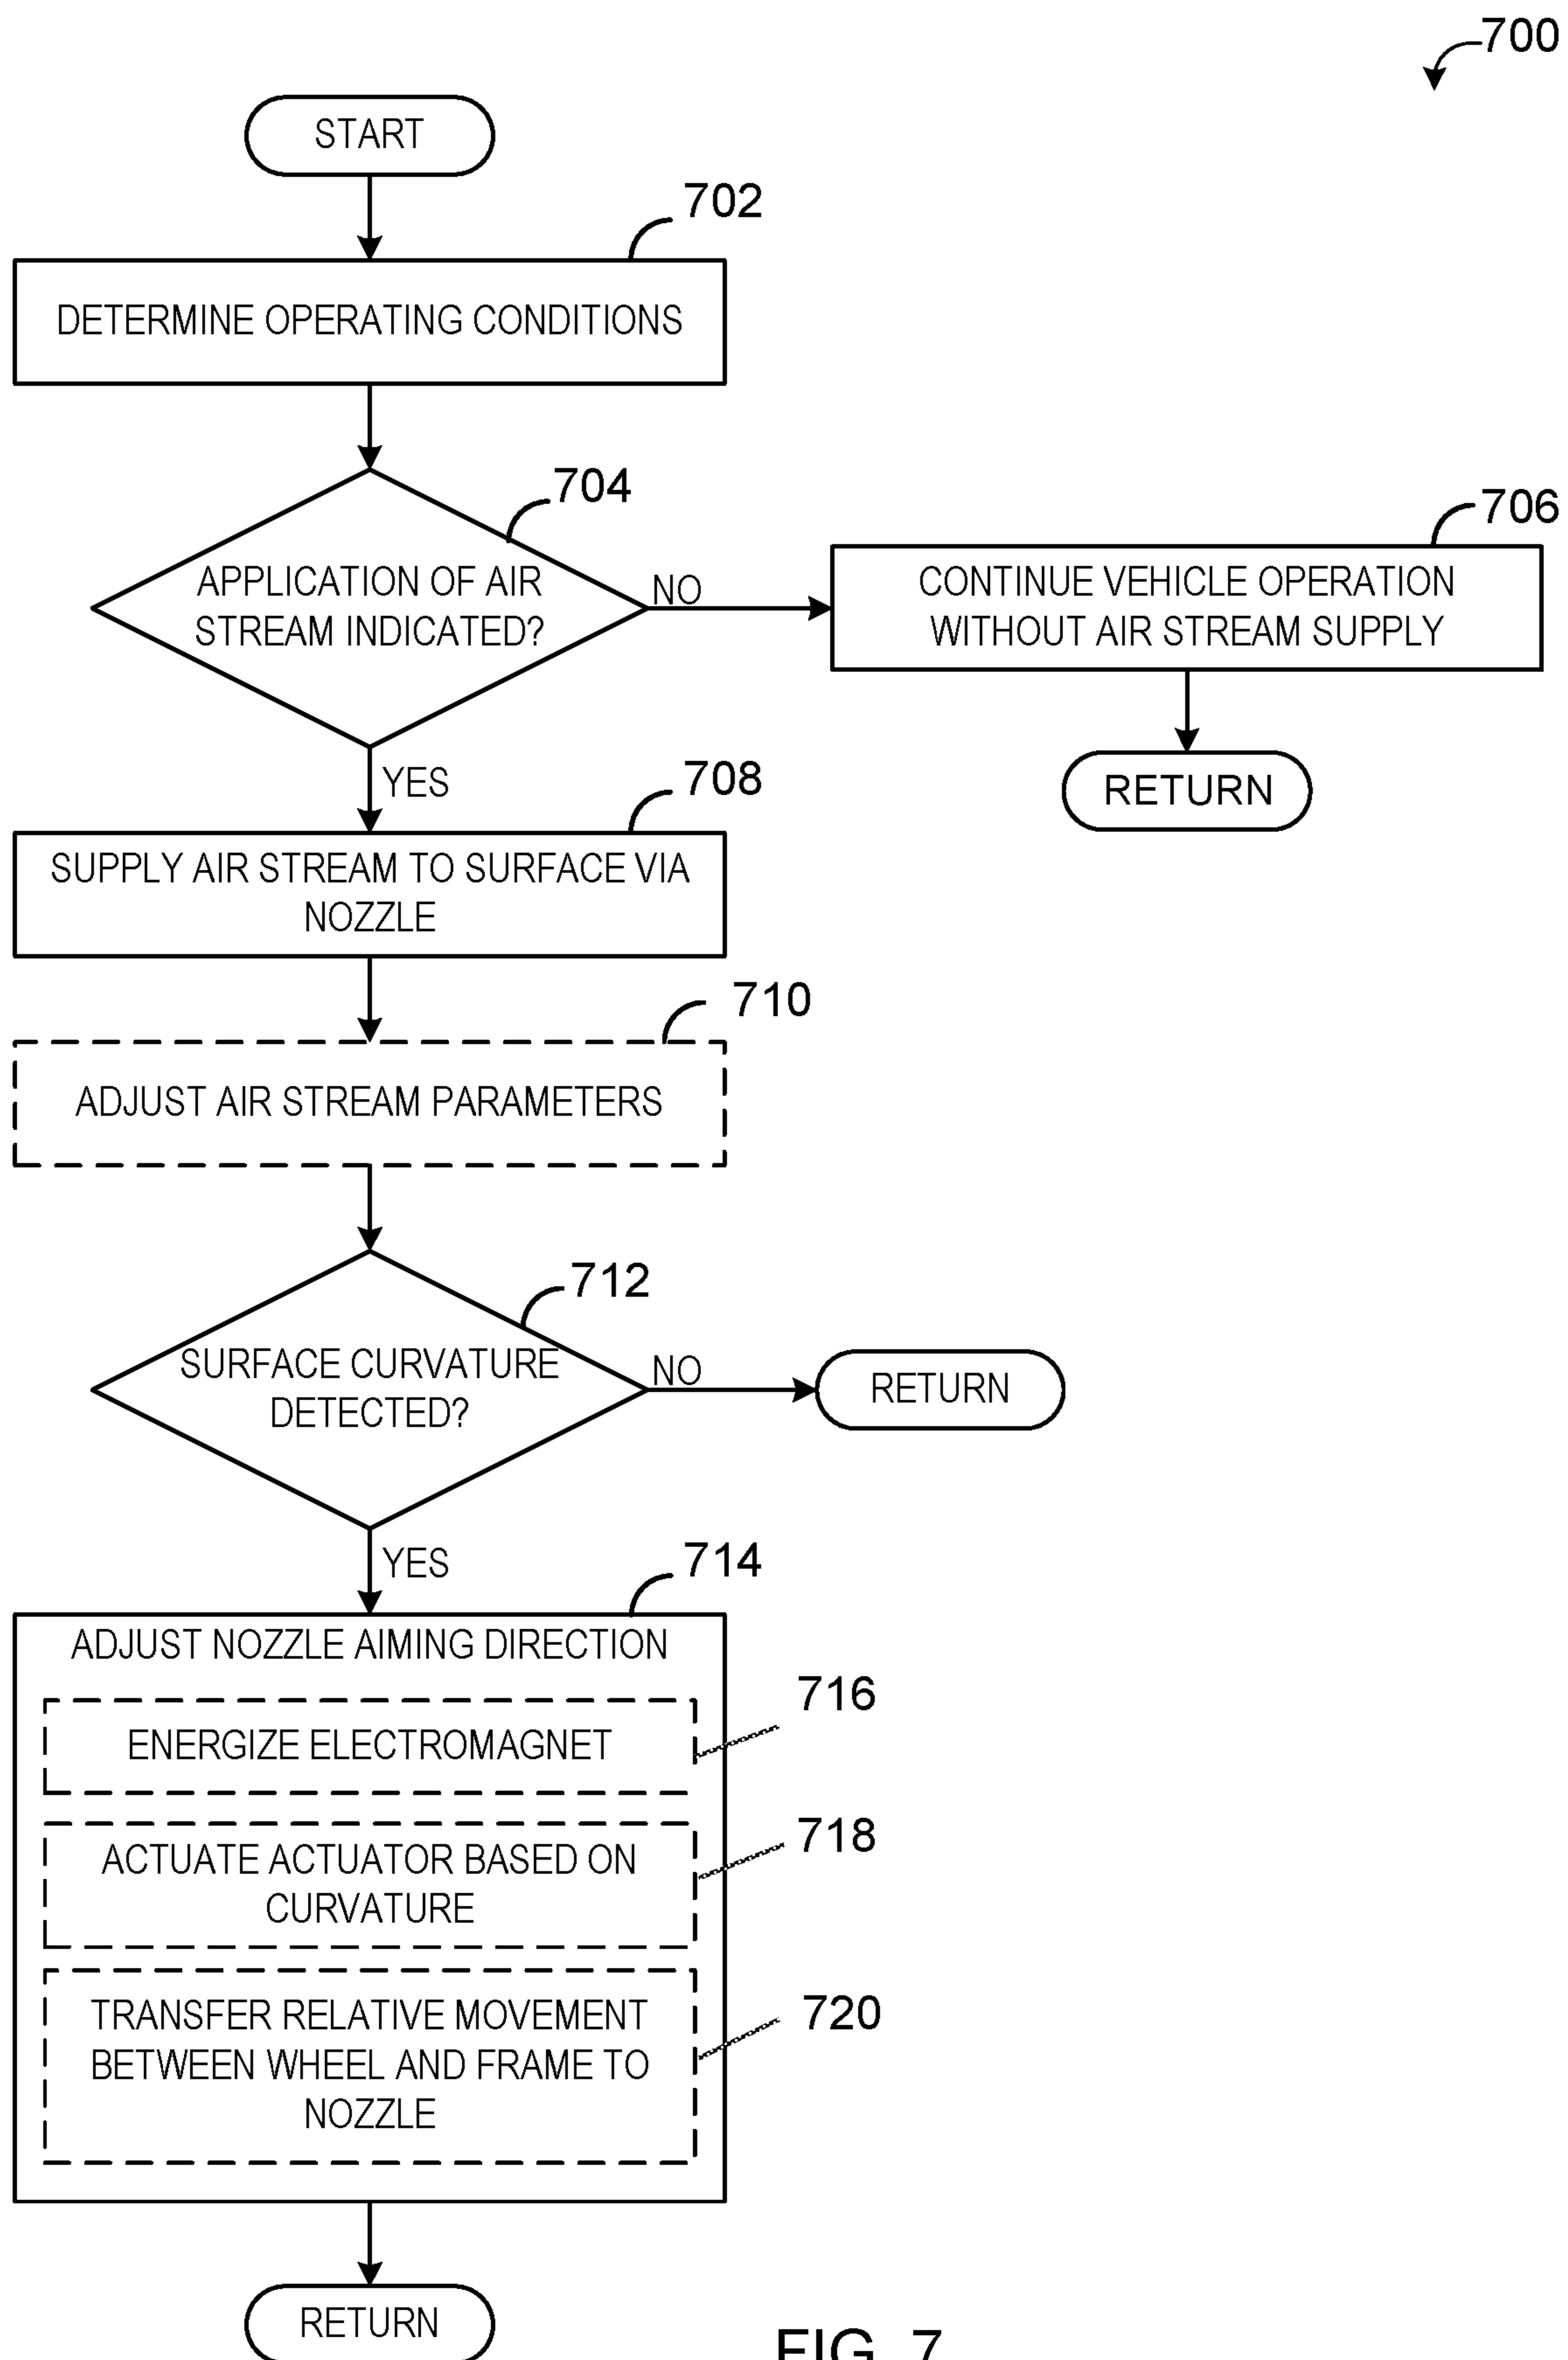 700
START
702
DETERMINE OPERATING CONDITIONS
704
APPLICATION OF AIR
STREAM INDICATED?
NO
706
CONTINUE VEHICLE OPERATION
WITHOUT AIR STREAM SUPPLY
RETURN
YES
708
SUPPLY AIR STREAM TO SURFACE VIA
NOZZLE
710
ADJUST AIR STREAM PARAMETERS
712
SURFACE CURVATURE
DETECTED?
NO
RETURN
YES
714
ADJUST NOZZLE AIMING DIRECTION
716
ENERGIZE ELECTROMAGNET
718
ACTUATE ACTUATOR BASED ON
CURVATURE
720
TRANSFER RELATIVE MOVEMENT
BETWEEN WHEEL AND FRAME TO
NOZZLE
RETURN
FIG. 7